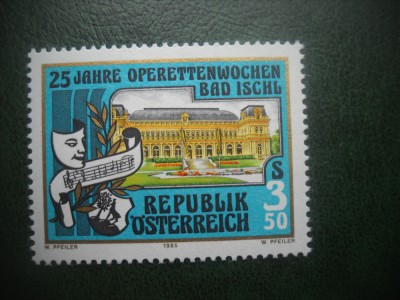 25 JAHRE OPERETTENWOCHEN
BAD ISCHL
S
3
50
REPUBLIK
ÖSTERREICH
W. PFEILER
1985
W. PFEILER